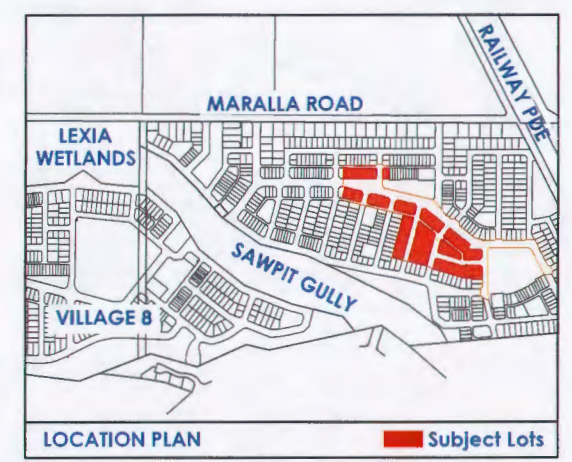 MARALLA ROAD
RAILWAY PDE
LEXIA
WETLANDS
SAWPIT GULLY
VILLAGE 8
LOCATION PLAN
Subject Lots